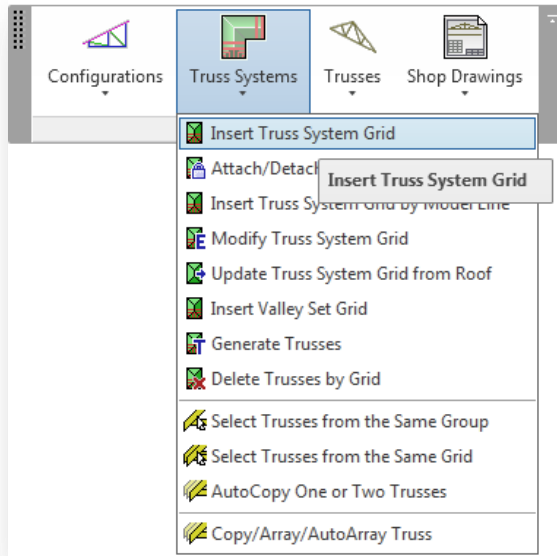 Configurations
Truss Systems
Trusses
Shop Drawings
Insert Truss System Grid
Attach/Detach
Insert Truss System Grid
Insert Truss System Grid by Model Line
Modify Truss System Grid
Update Truss System Grid from Roof
Insert Valley Set Grid
Generate Trusses
Delete Trusses by Grid
Select Trusses from the Same Group
Select Trusses from the Same Grid
AutoCopy One or Two Trusses
Copy/Array/AutoArray Truss